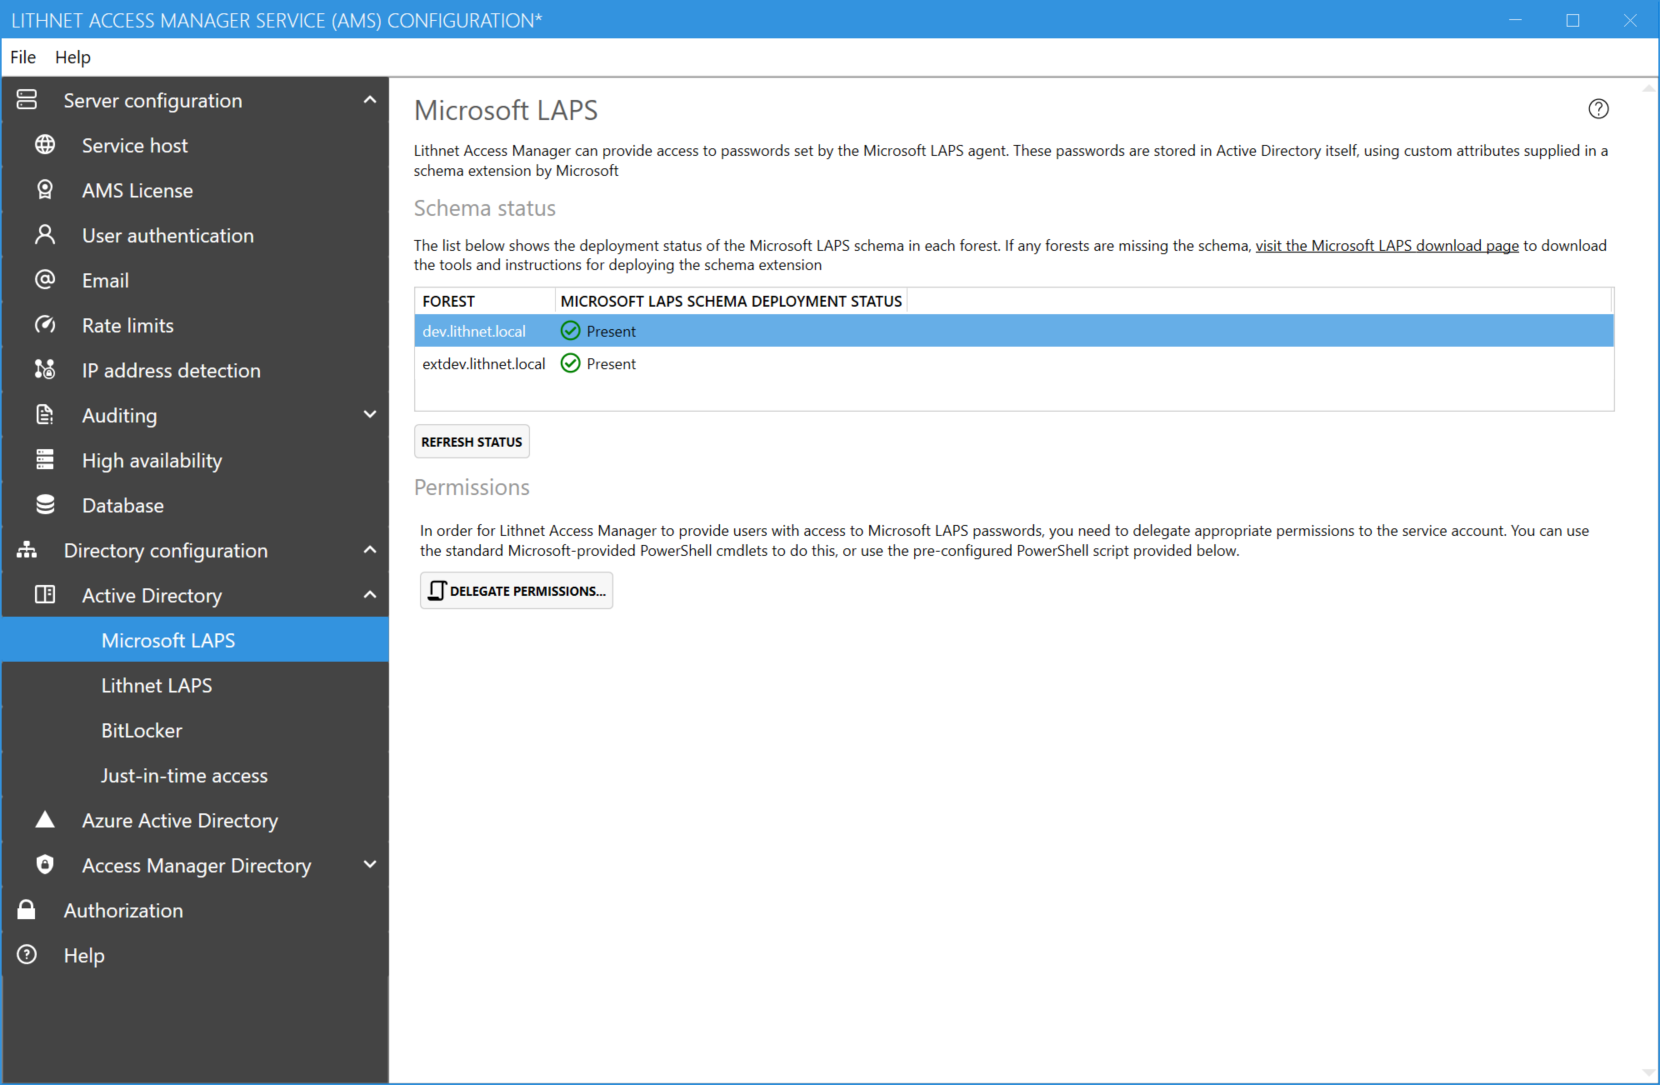 LITHNET ACCESS MANAGER SERVICE (AMS) CONFIGURATION*
File Help
Server configuration
Service host
AMS License
User authentication
Email
Rate limits
IP address detection
Auditing
High availability
Database
Directory configuration
Active Directory
Microsoft LAPS
Lithnet LAPS
BitLocker
Just-in-time access
Azure Active Directory
Access Manager Directory
Authorization
Help
Microsoft LAPS
Lithnet Access Manager can provide access to passwords set by the Microsoft LAPS agent. These passwords are stored in Active Directory itself, using custom attributes supplied in a
schema extension by Microsoft
Schema status
The list below shows the deployment status of the Microsoft LAPS schema in each forest. If any forests are missing the schema, visit the Microsoft LAPS download page to download
the tools and instructions for deploying the schema extension
FOREST MICROSOFT LAPS SCHEMA DEPLOYMENT STATUS
dev.lithnet.local Present
extdev.lithnet.local Present
REFRESH STATUS
Permissions
In order for Lithnet Access Manager to provide users with access to Microsoft LAPS passwords, you need to delegate appropriate permissions to the service account. You can use
the standard Microsoft-provided PowerShell cmdlets to do this, or use the pre-configured PowerShell script provided below.
DELEGATE PERMISSIONS...